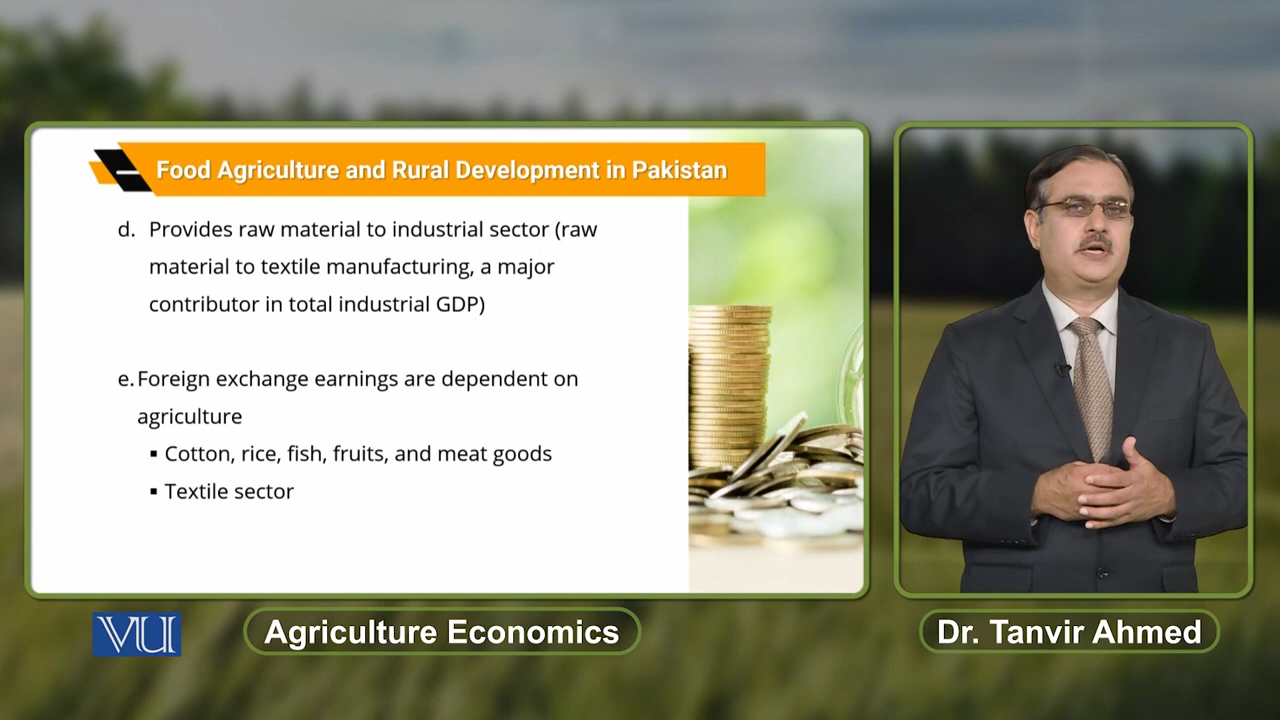 Food Agriculture and Rural Development in Pakistan
d. Provides raw material to industrial sector (raw
material to textile manufacturing, a major
contributor in total industrial GDP)
e. Foreign exchange earnings are dependent on
agriculture
▪ Cotton, rice, fish, fruits, and meat goods
▪ Textile sector
VU
Agriculture Economics
Dr. Tanvir Ahmed